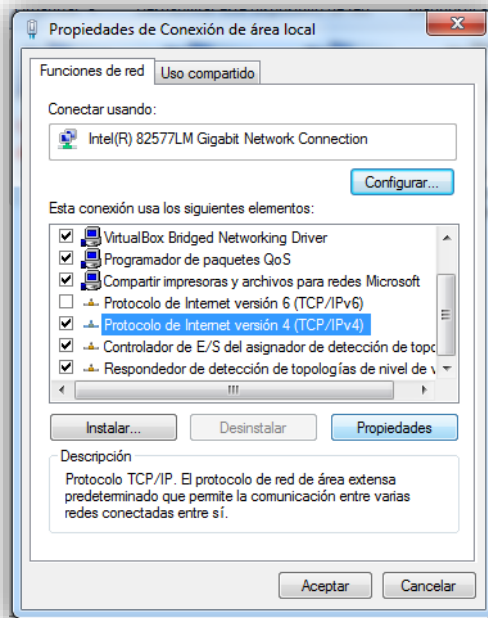 Propiedades de Conexión de área local
Funciones de red
Uso compartido
Conectar usando:
Intel(R) 82577LM Gigabit Network Connection
Configurar...
Esta conexión usa los siguientes elementos:
VirtualBox Bridged Networking Driver
Programador de paquetes QoS
Compartir impresoras y archivos para redes Microsoft
Protocolo de Internet versión 6 (TCP/IPv6)
Protocolo de Internet versión 4 (TCP/IPv4)
Controlador de E/S del asignador de detección de topo
Respondedor de detección de topologías de nivel de v
Instalar...
Desinstalar
Propiedades
Descripción
Protocolo TCP/IP. El protocolo de red de área extensa
predeterminado que permite la comunicación entre varias
redes conectadas entre sí.
Aceptar
Cancelar